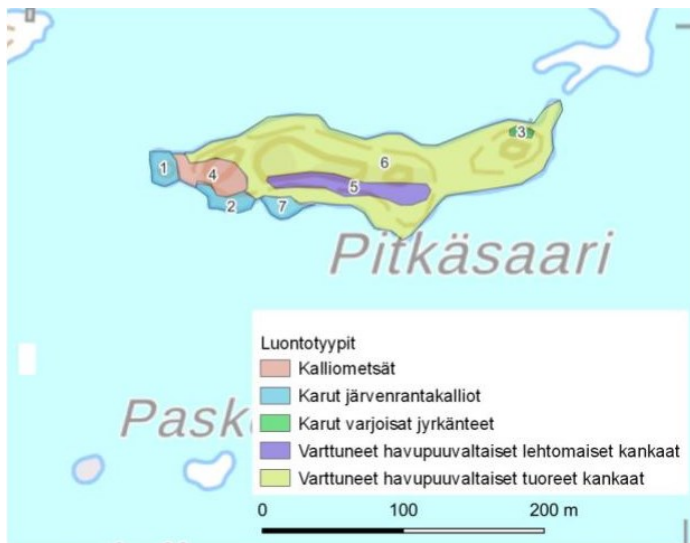 3
1
4
6
5
2
7
Pitkäsaari
Luontotyypit
Kalliometsät
Karut järvenrantakalliot
Karut varjoisat jyrkänteet
Varttuneet havupuuvaltaiset lehtomaiset kankaat
Varttuneet havupuuvaltaiset tuoreet kankaat
0 100 200 m